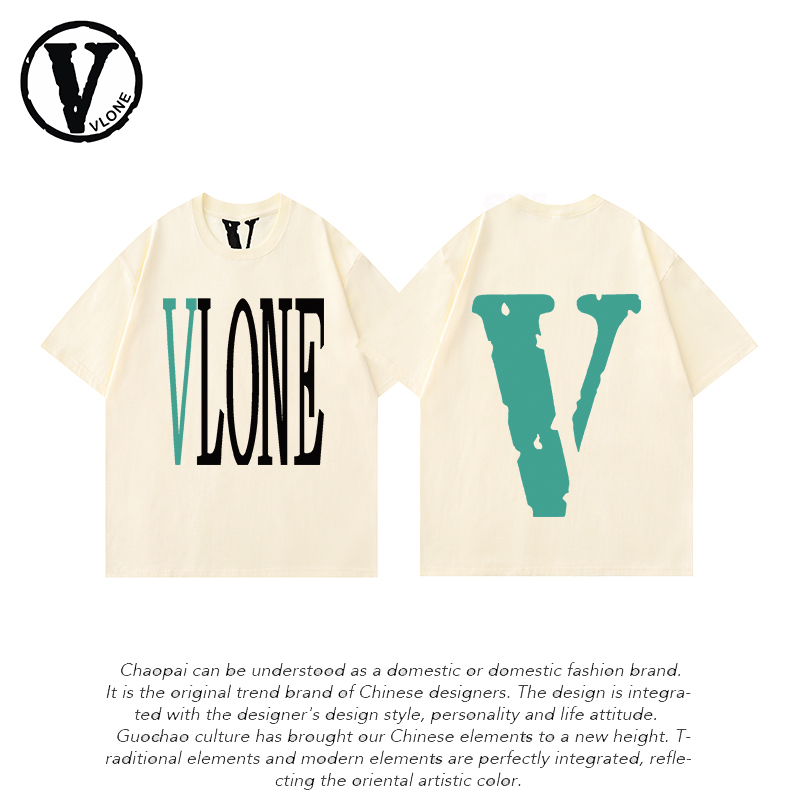 V
VLONE
V
VLONE
V
Chaopai can be understood as a domestic or domestic fashion brand.
It is the original trend brand of Chinese designers. The design is integra-
ted with the designer's design style, personality and life attitude.
Guochao culture has brought our Chinese elements to a new height. T-
raditional elements and modern elements are perfectly integrated, refle-
cting the oriental artistic color.